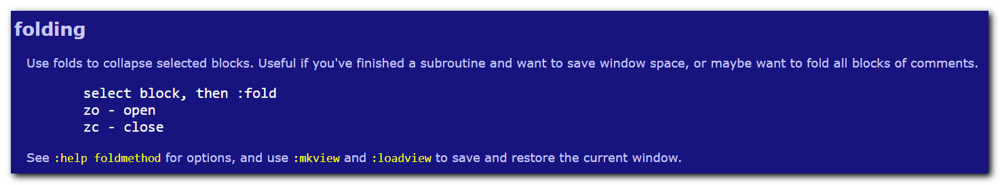 folding
Use folds to collapse selected blocks. Useful if you've finished a subroutine and want to save window space, or maybe want to fold all blocks of comments.
select block, then :fold
zo - open
zc - close
See :help foldmethod for options, and use :mkview and :loadview to save and restore the current window.